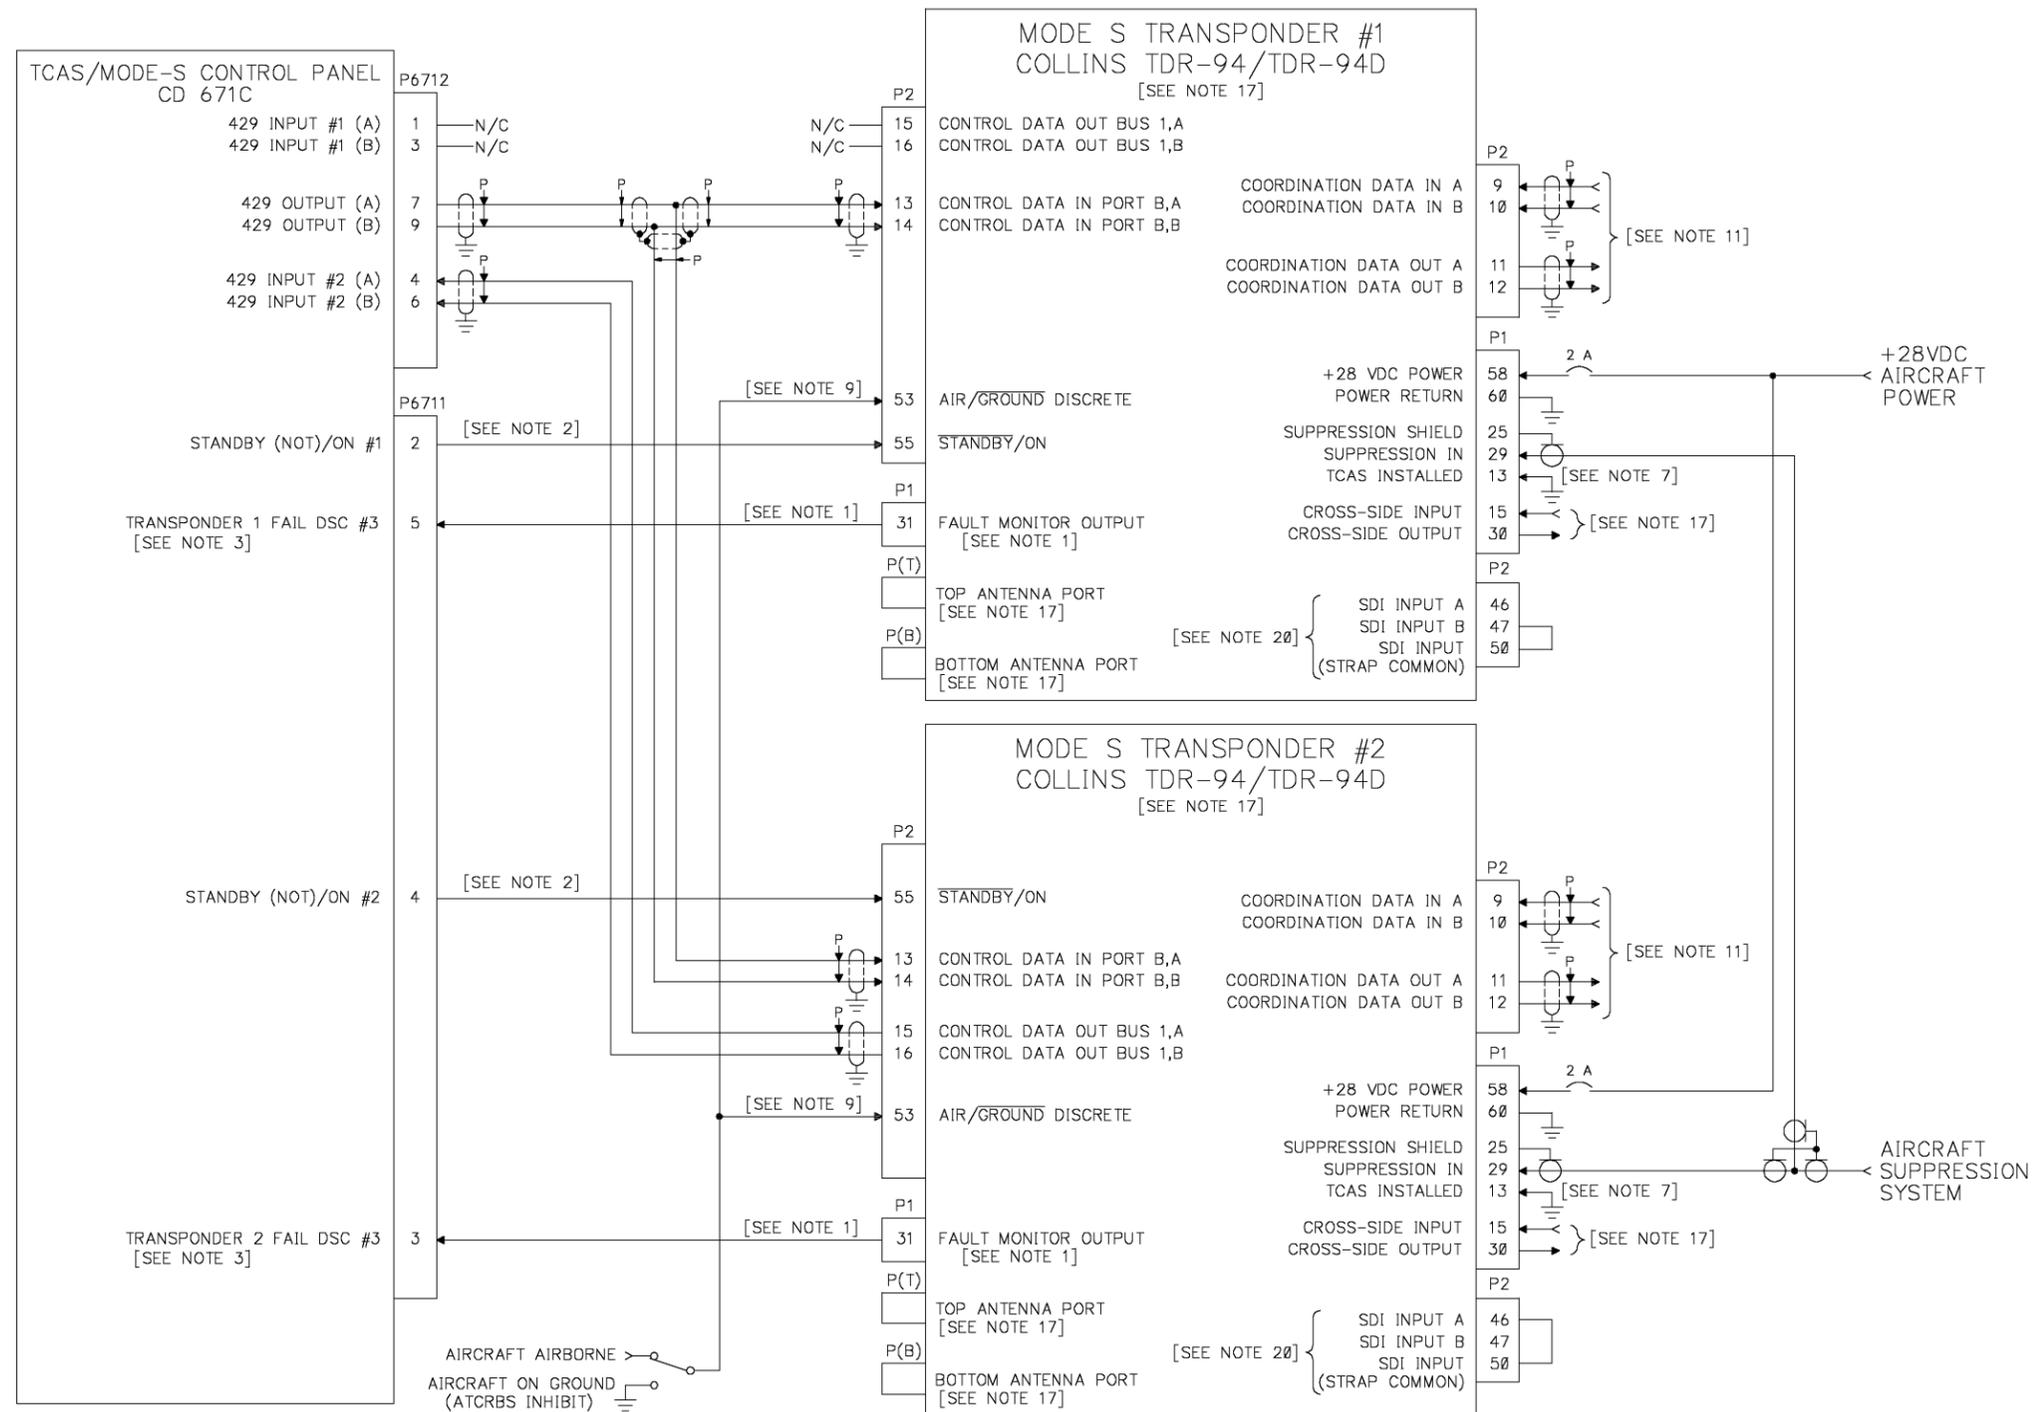 TCAS/MODE-S CONTROL PANEL
CD 671C
P6712
429 INPUT #1 (A) 1 N/C
429 INPUT #1 (B) 3 N/C
429 OUTPUT (A) 7
429 OUTPUT (B) 9
429 INPUT #2 (A) 4
429 INPUT #2 (B) 6
P
P
P
P
P
P
P6711
STANDBY (NOT)/ON #1 2 [SEE NOTE 2]
TRANSPONDER 1 FAIL DSC #3 5
[SEE NOTE 3]
STANDBY (NOT)/ON #2 4 [SEE NOTE 2]
TRANSPONDER 2 FAIL DSC #3 3
[SEE NOTE 3]
AIRCRAFT AIRBORNE
AIRCRAFT ON GROUND
(ATCRBS INHIBIT)
MODE S TRANSPONDER #1
COLLINS TDR-94/TDR-94D
[SEE NOTE 17]
P2
N/C 15 CONTROL DATA OUT BUS 1,A
N/C 16 CONTROL DATA OUT BUS 1,B
13 CONTROL DATA IN PORT B,A
14 CONTROL DATA IN PORT B,B
[SEE NOTE 9] 53 AIR/GROUND DISCRETE
55 STANDBY/ON
P1
[SEE NOTE 1] 31 FAULT MONITOR OUTPUT
[SEE NOTE 1]
P(T)
TOP ANTENNA PORT
[SEE NOTE 17]
P(B)
BOTTOM ANTENNA PORT
[SEE NOTE 17]
P2
COORDINATION DATA IN A 9 P
COORDINATION DATA IN B 10
[SEE NOTE 11]
COORDINATION DATA OUT A 11 P
COORDINATION DATA OUT B 12
P1
+28 VDC POWER 58 2 A
POWER RETURN 60
SUPPRESSION SHIELD 25
SUPPRESSION IN 29
TCAS INSTALLED 13 [SEE NOTE 7]
CROSS-SIDE INPUT 15
CROSS-SIDE OUTPUT 30
[SEE NOTE 17]
P2
SDI INPUT A 46
SDI INPUT B 47
SDI INPUT 50
(STRAP COMMON)
[SEE NOTE 20]
+28VDC
AIRCRAFT
POWER
MODE S TRANSPONDER #2
COLLINS TDR-94/TDR-94D
[SEE NOTE 17]
P2
55 STANDBY/ON
P
13 CONTROL DATA IN PORT B,A
14 CONTROL DATA IN PORT B,B
P
15 CONTROL DATA OUT BUS 1,A
16 CONTROL DATA OUT BUS 1,B
[SEE NOTE 9] 53 AIR/GROUND DISCRETE
P1
[SEE NOTE 1] 31 FAULT MONITOR OUTPUT
[SEE NOTE 1]
P(T)
TOP ANTENNA PORT
[SEE NOTE 17]
P(B)
BOTTOM ANTENNA PORT
[SEE NOTE 17]
P2
COORDINATION DATA IN A 9 P
COORDINATION DATA IN B 10
[SEE NOTE 11]
COORDINATION DATA OUT A 11 P
COORDINATION DATA OUT B 12
P1
+28 VDC POWER 58 2 A
POWER RETURN 60
SUPPRESSION SHIELD 25
SUPPRESSION IN 29
TCAS INSTALLED 13 [SEE NOTE 7]
CROSS-SIDE INPUT 15
CROSS-SIDE OUTPUT 30
[SEE NOTE 17]
P2
SDI INPUT A 46
SDI INPUT B 47
SDI INPUT 50
(STRAP COMMON)
[SEE NOTE 20]
AIRCRAFT
SUPPRESSION
SYSTEM